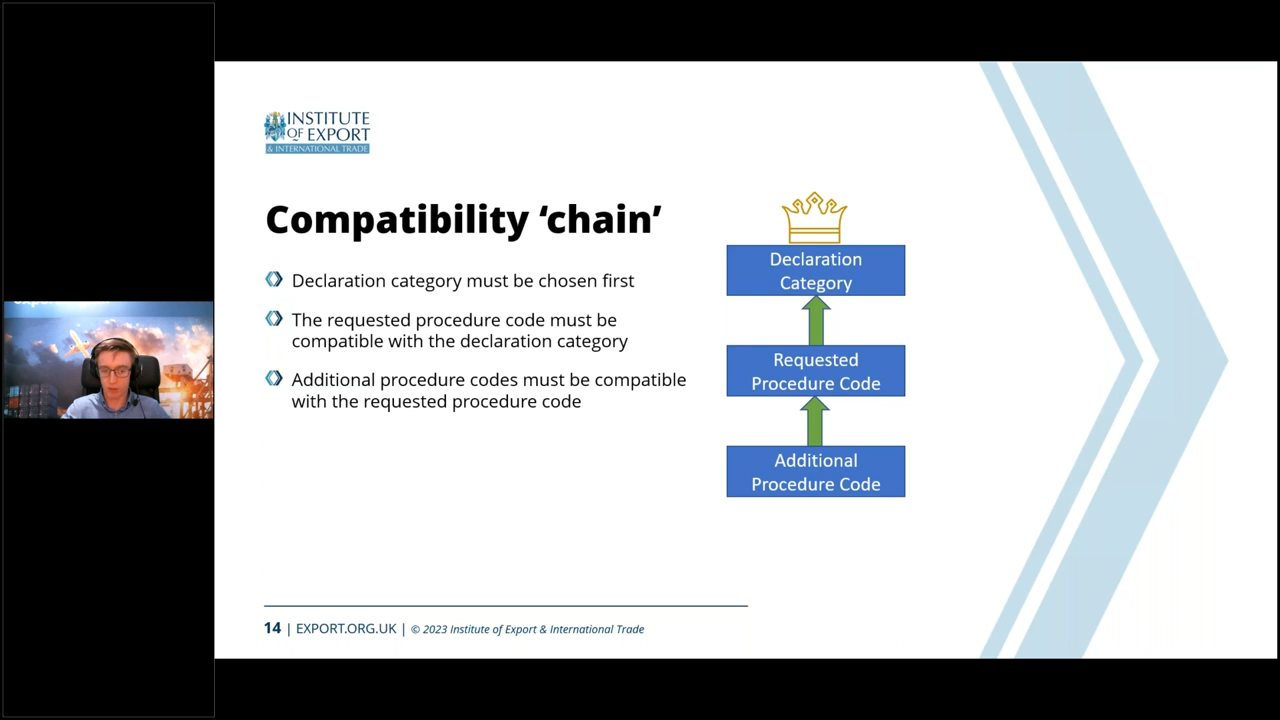 INSTITUTE
OF EXPORT
& INTERNATIONAL TRADE
Compatibility ‘chain’
Declaration category must be chosen first
The requested procedure code must be
compatible with the declaration category
Additional procedure codes must be compatible
with the requested procedure code
Declaration
Category
Requested
Procedure Code
Additional
Procedure Code
14 | EXPORT.ORG.UK | © 2023 Institute of Export & International Trade